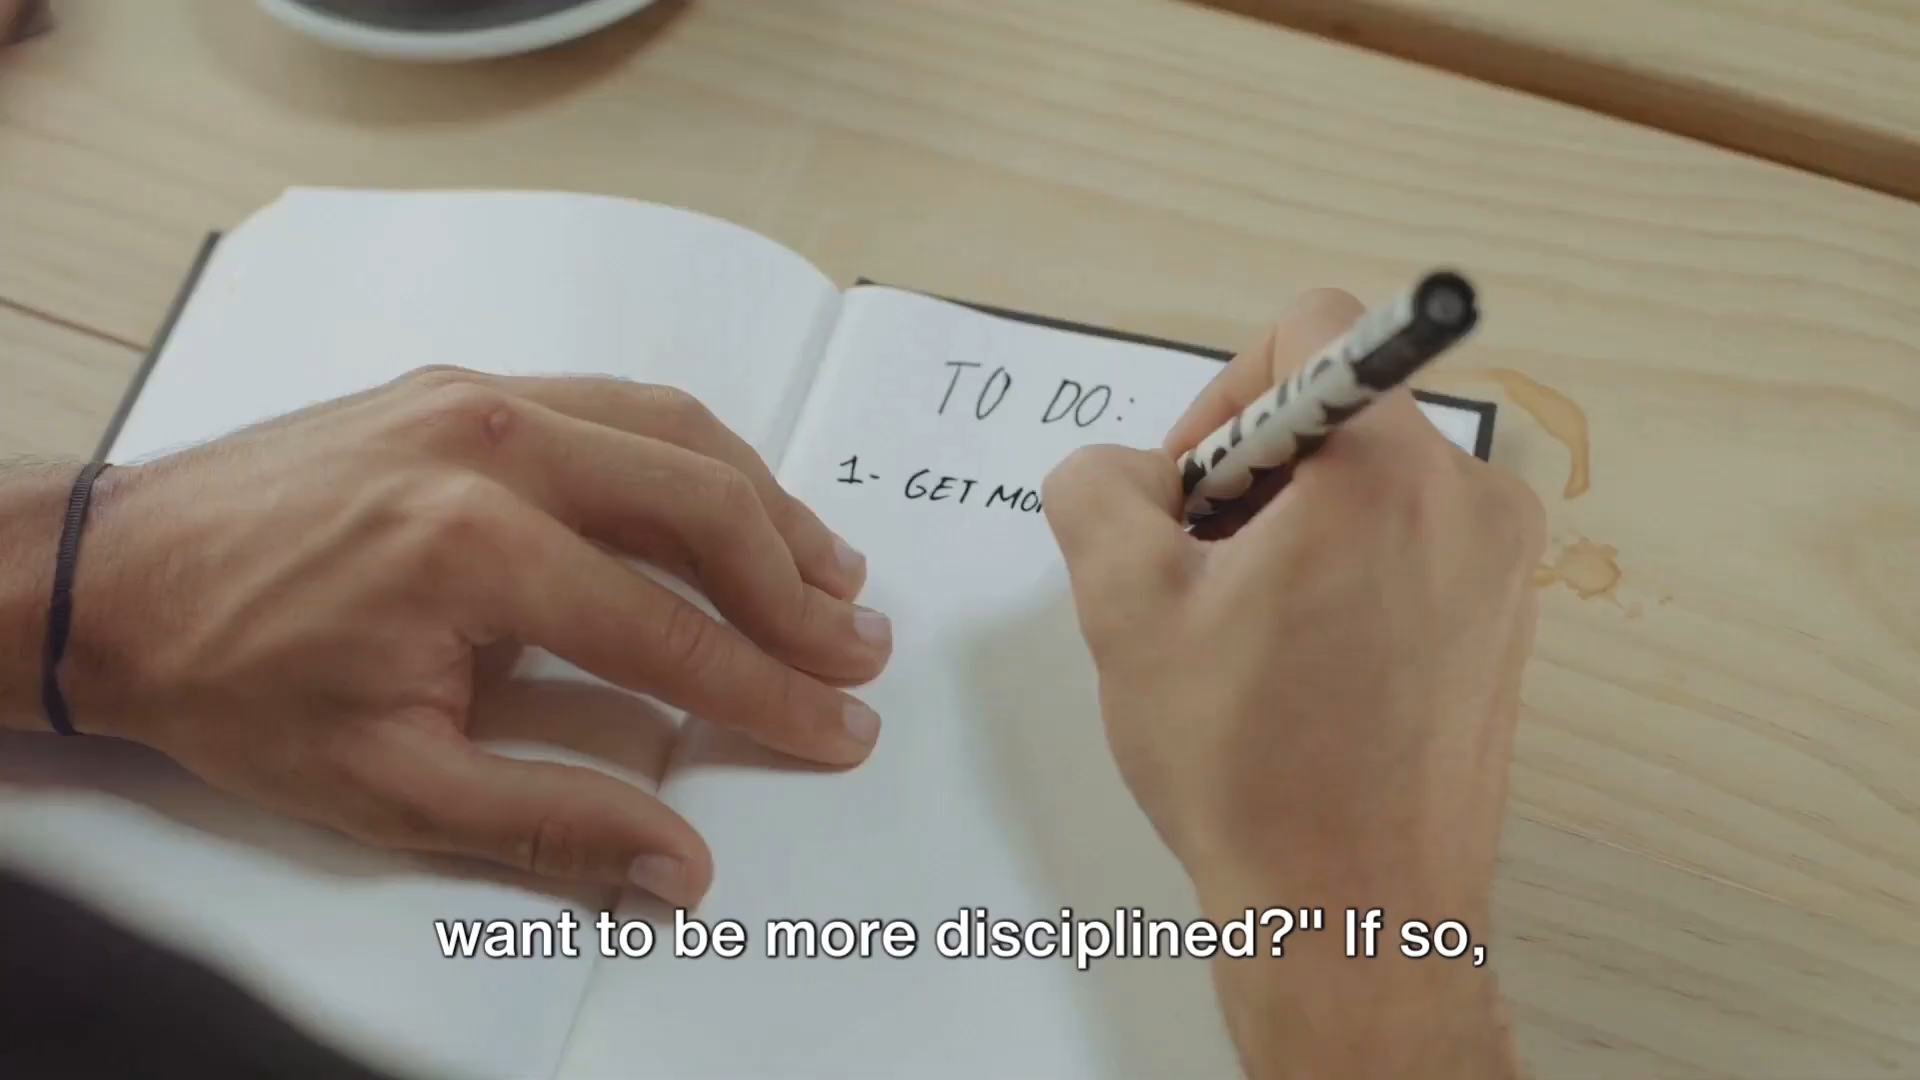 TO DO:
1- GET MO
want to be more disciplined?" If so,